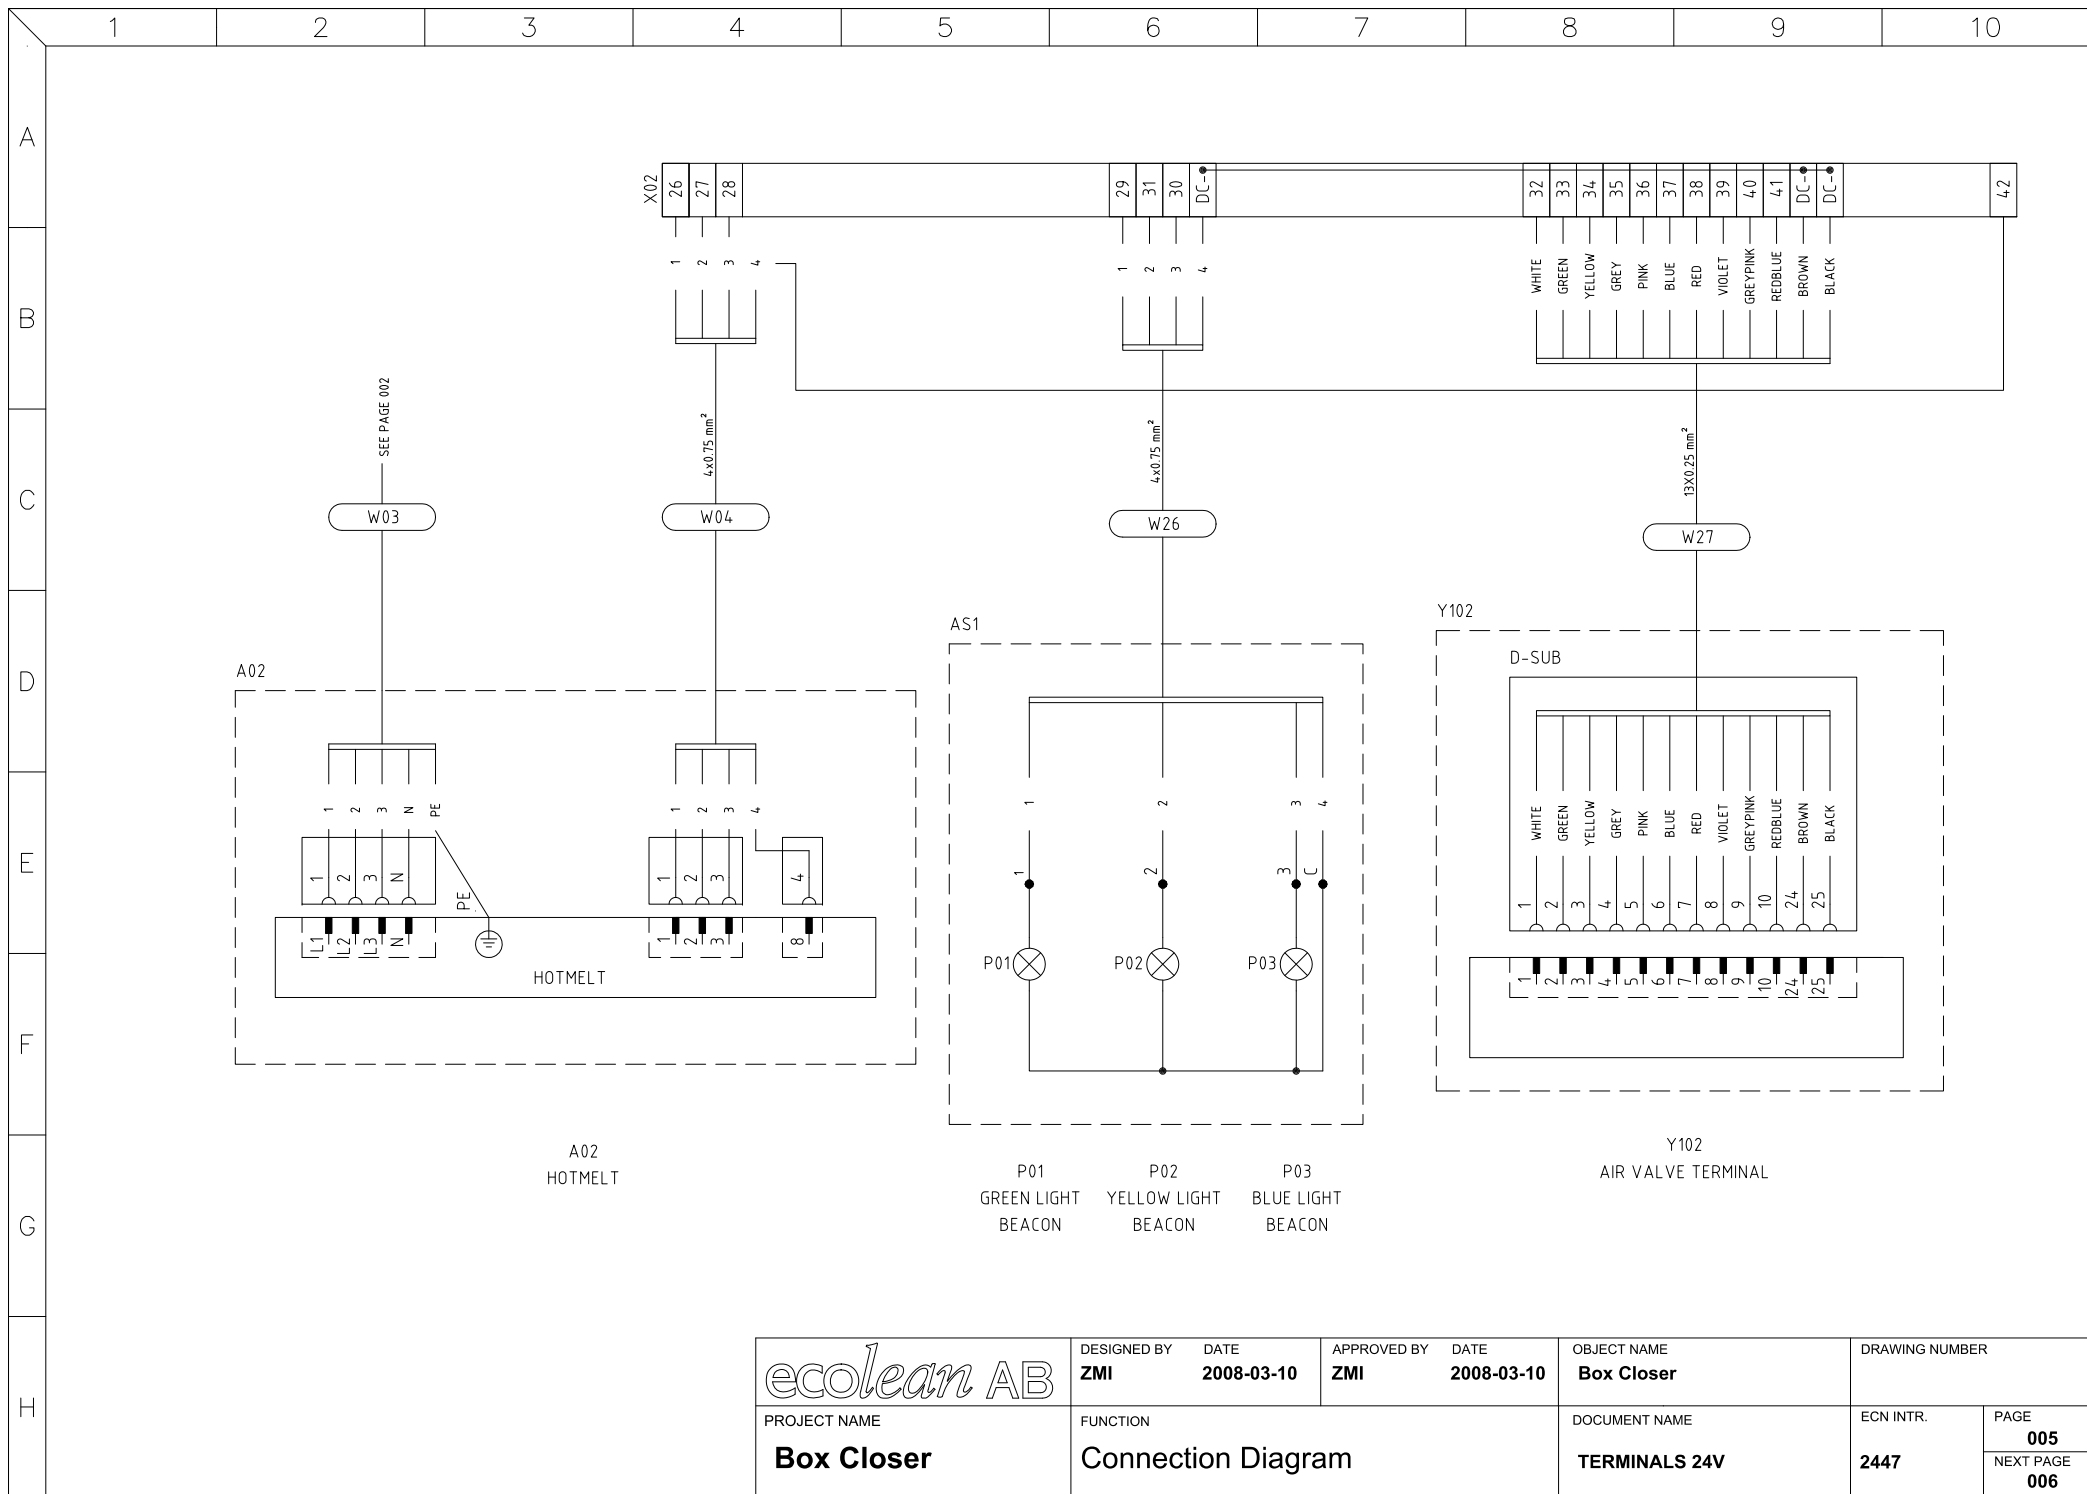 1 2 3 4 5 6 7 8 9 10
A
B
C
D
E
F
G
H
X02 26 27 28 29 31 30 DC- 32 33 34 35 36 37 38 39 40 41 DC- DC- 42
1 2 3 4
1 2 3 4
WHITE GREEN YELLOW GREY PINK BLUE RED VIOLET GREYPINK REDBLUE BROWN BLACK
SEE PAGE 002
4x0.75 mm²
4x0.75 mm²
13X0.25 mm²
W03
W04
W26
W27
A02
1 2 3 N PE
1 2 3 4
1 2 3 N PE
1 2 3 4
L1 L2 L3 N
1 2 3 8
HOTMELT
A02
HOTMELT
AS1
1 2 3 4
1 2 3 C
P01 P02 P03
P01
GREEN LIGHT
BEACON
P02
YELLOW LIGHT
BEACON
P03
BLUE LIGHT
BEACON
Y102
D-SUB
WHITE GREEN YELLOW GREY PINK BLUE RED VIOLET GREYPINK REDBLUE BROWN BLACK
1 2 3 4 5 6 7 8 9 10 24 25
1 2 3 4 5 6 7 8 9 10 24 25
Y102
AIR VALVE TERMINAL
ecolean AB
DESIGNED BY DATE
ZMI 2008-03-10
APPROVED BY DATE
ZMI 2008-03-10
OBJECT NAME
Box Closer
DRAWING NUMBER
PROJECT NAME
Box Closer
FUNCTION
Connection Diagram
DOCUMENT NAME
TERMINALS 24V
ECN INTR.
2447
PAGE
005
NEXT PAGE
006